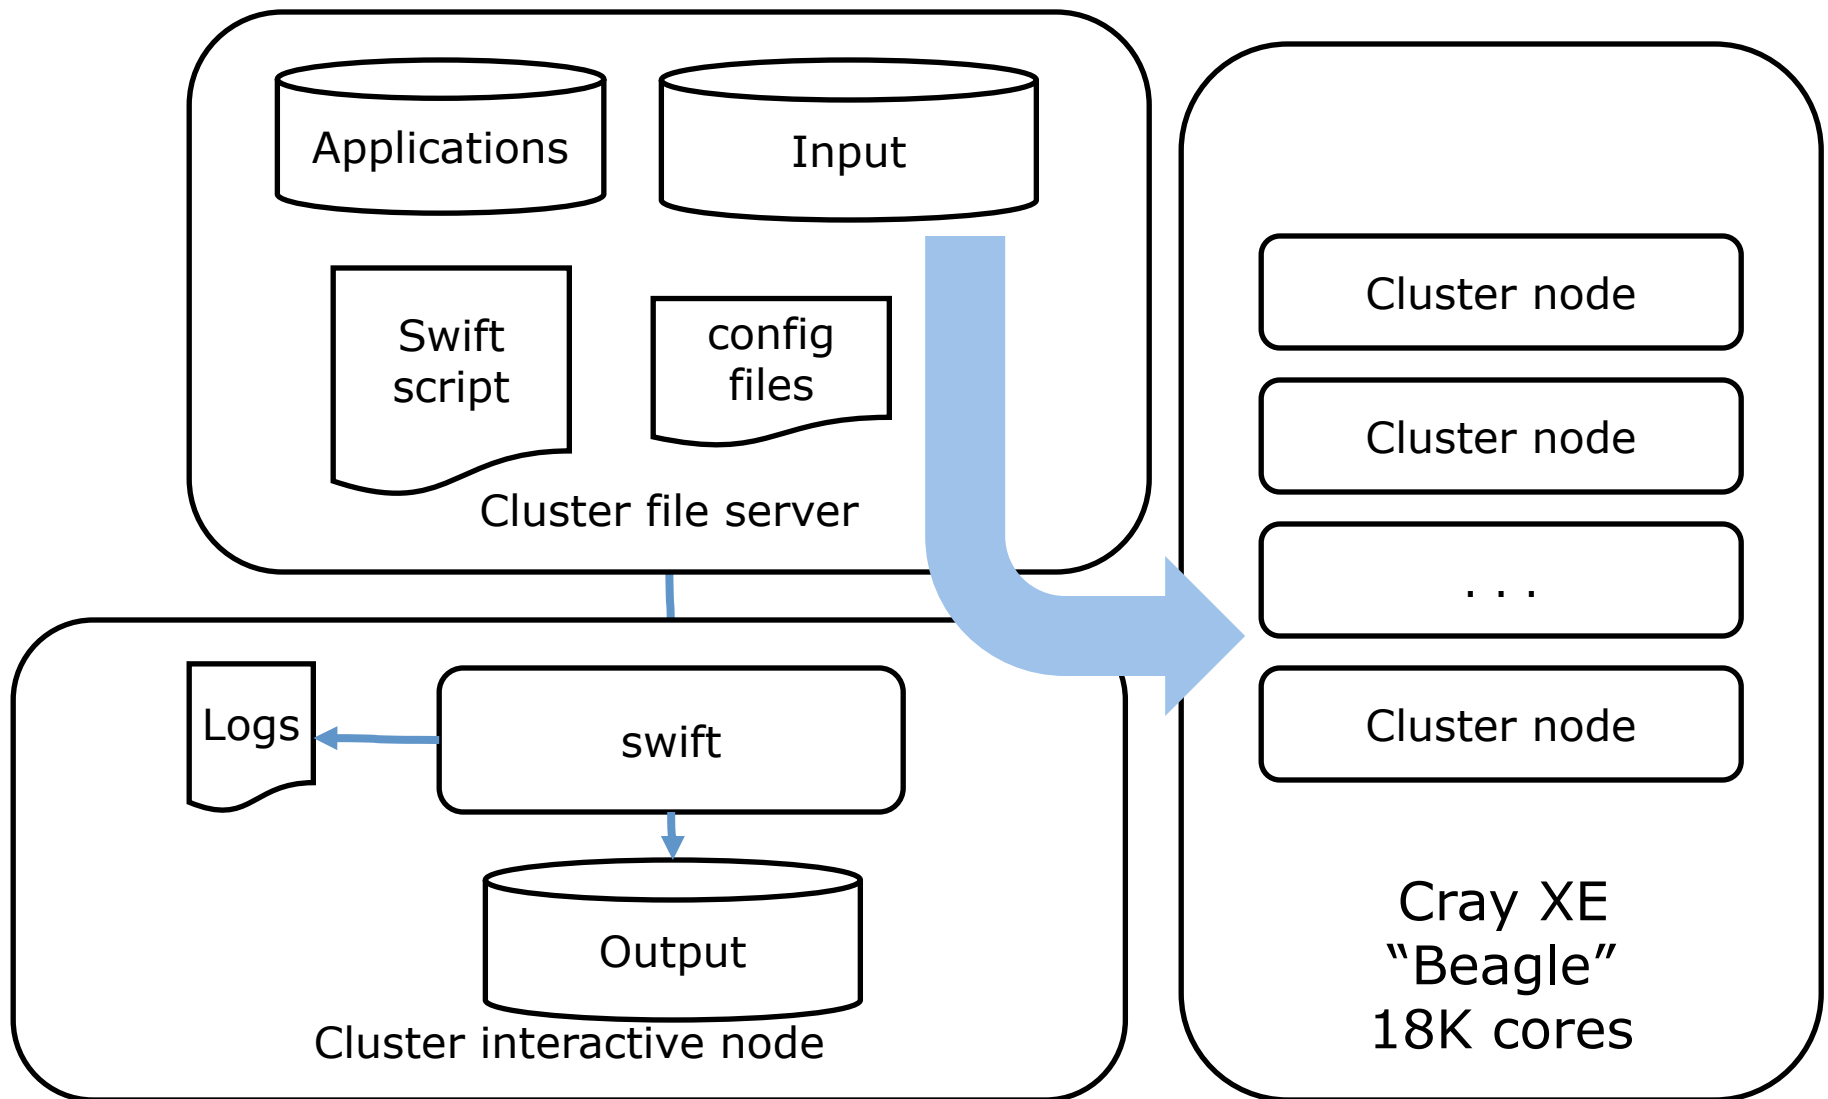 Applications
Input
Swift
script
config
files
Cluster file server
Logs
swift
Output
Cluster interactive node
Cluster node
Cluster node
. . .
Cluster node
Cray XE
“Beagle”
18K cores